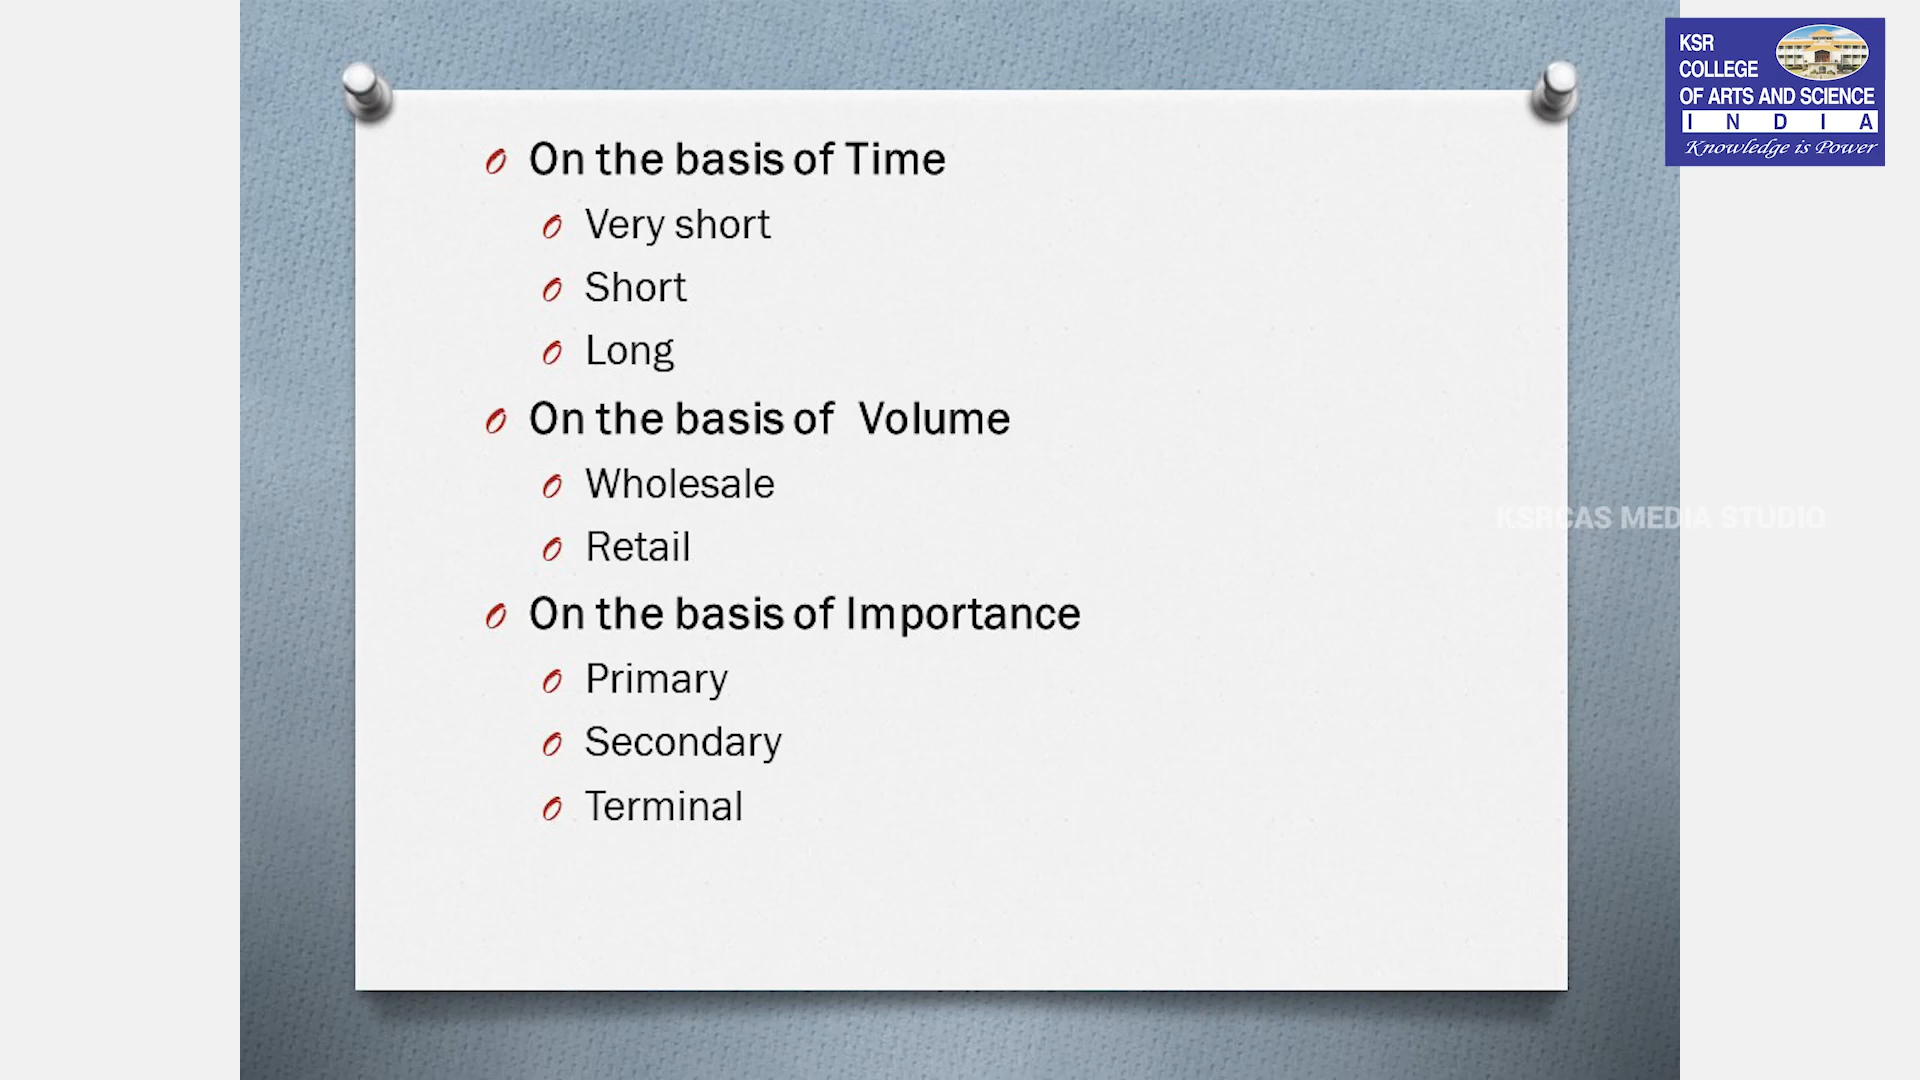 On the basis of Time
Very short
Short
Long
On the basis of Volume
Wholesale
Retail
On the basis of Importance
Primary
Secondary
Terminal
KSR
COLLEGE
OF ARTS AND SCIENCE
INDIA
Knowledge is Power
KSRCAS MEDIA STUDIO